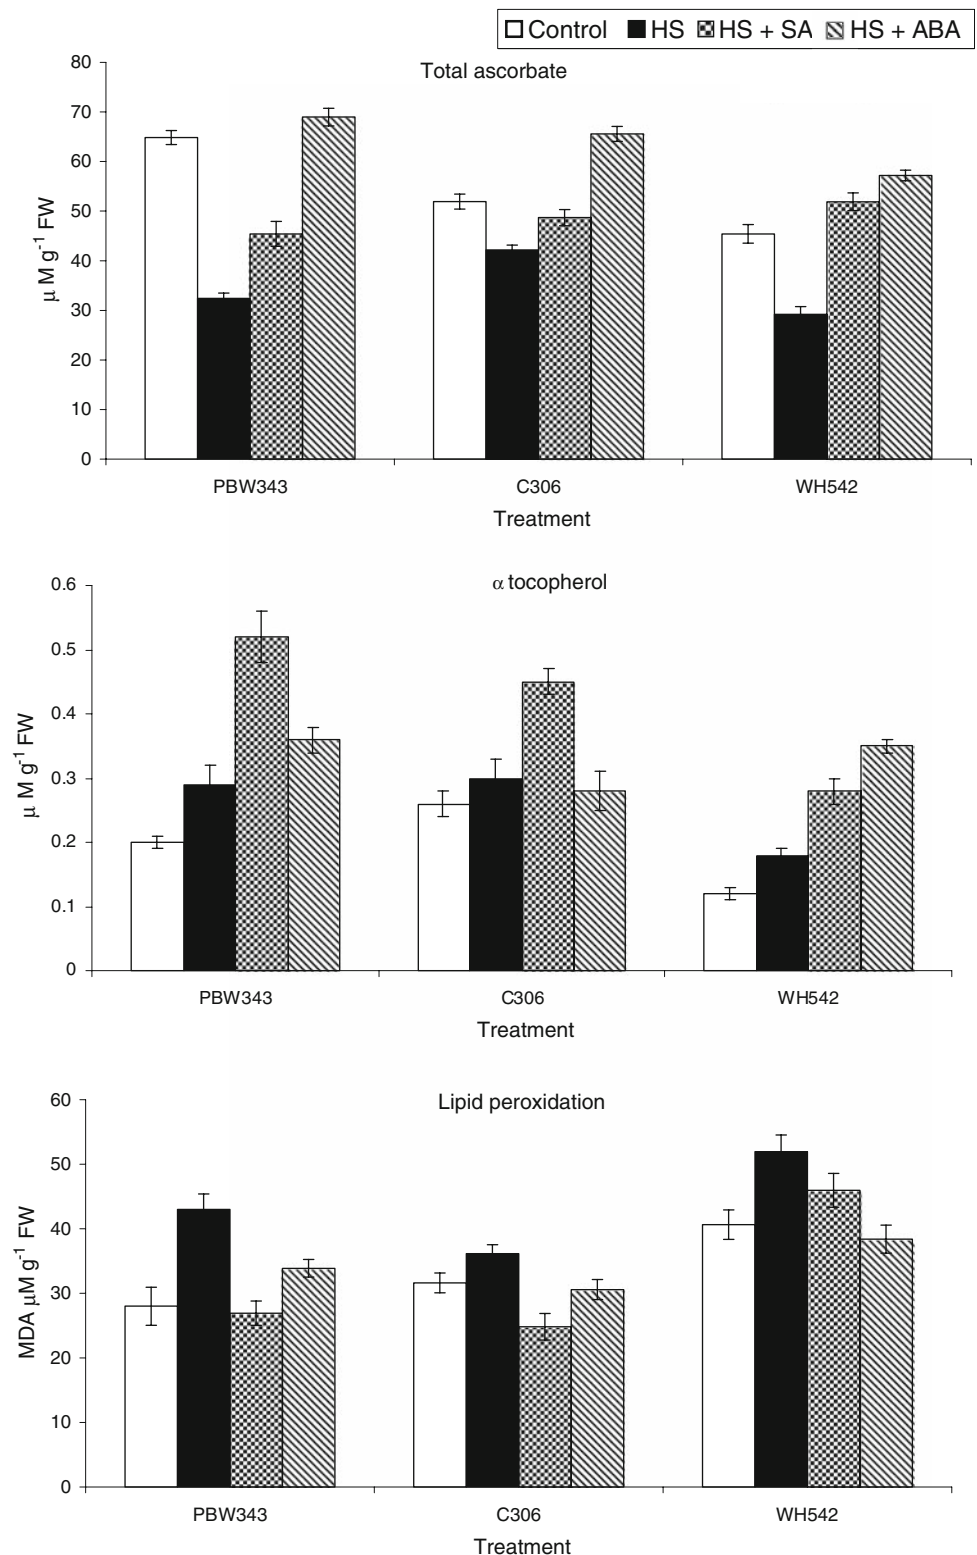 Control HS HS + SA HS + ABA
Total ascorbate
80
70
60
50
40
30
20
10
0
μ M g⁻¹ FW
PBW343 C306 WH542
Treatment
α tocopherol
0.6
0.5
0.4
0.3
0.2
0.1
0
μ M g⁻¹ FW
PBW343 C306 WH542
Treatment
Lipid peroxidation
60
50
40
30
20
10
0
MDA μM g⁻¹ FW
PBW343 C306 WH542
Treatment